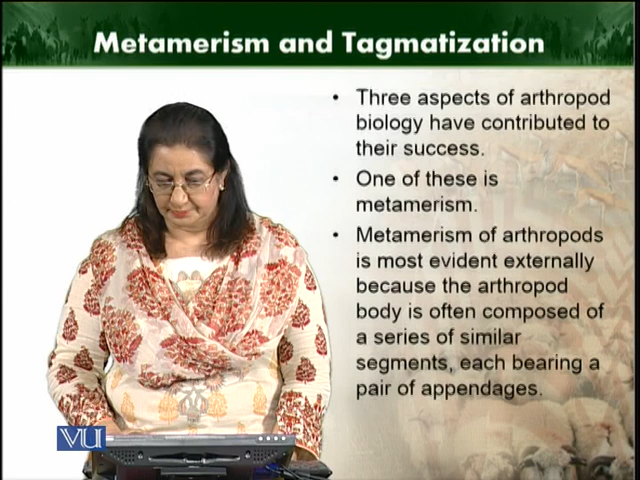 Metamerism and Tagmatization
• Three aspects of arthropod
biology have contributed to
their success.
• One of these is
metamerism.
• Metamerism of arthropods
is most evident externally
because the arthropod
body is often composed of
a series of similar
segments, each bearing a
pair of appendages.
VU